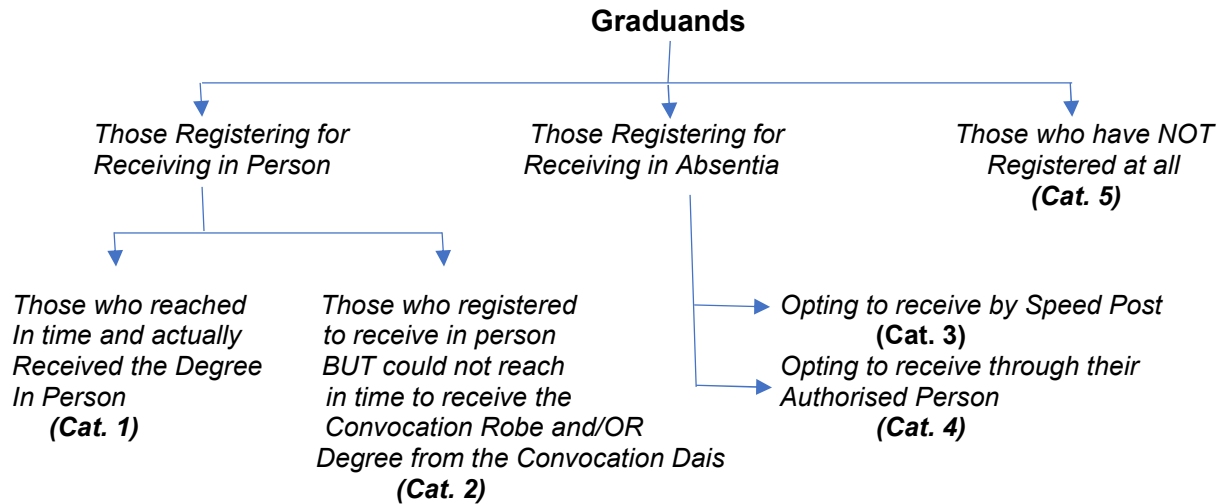 Graduands
Those Registering for
Receiving in Person
Those Registering for
Receiving in Absentia
Those who have NOT
Registered at all
(Cat. 5)
Those who reached
In time and actually
Received the Degree
In Person
(Cat. 1)
Those who registered
to receive in person
BUT could not reach
in time to receive the
Convocation Robe and/OR
Degree from the Convocation Dais
(Cat. 2)
Opting to receive by Speed Post
(Cat. 3)
Opting to receive through their
Authorised Person
(Cat. 4)